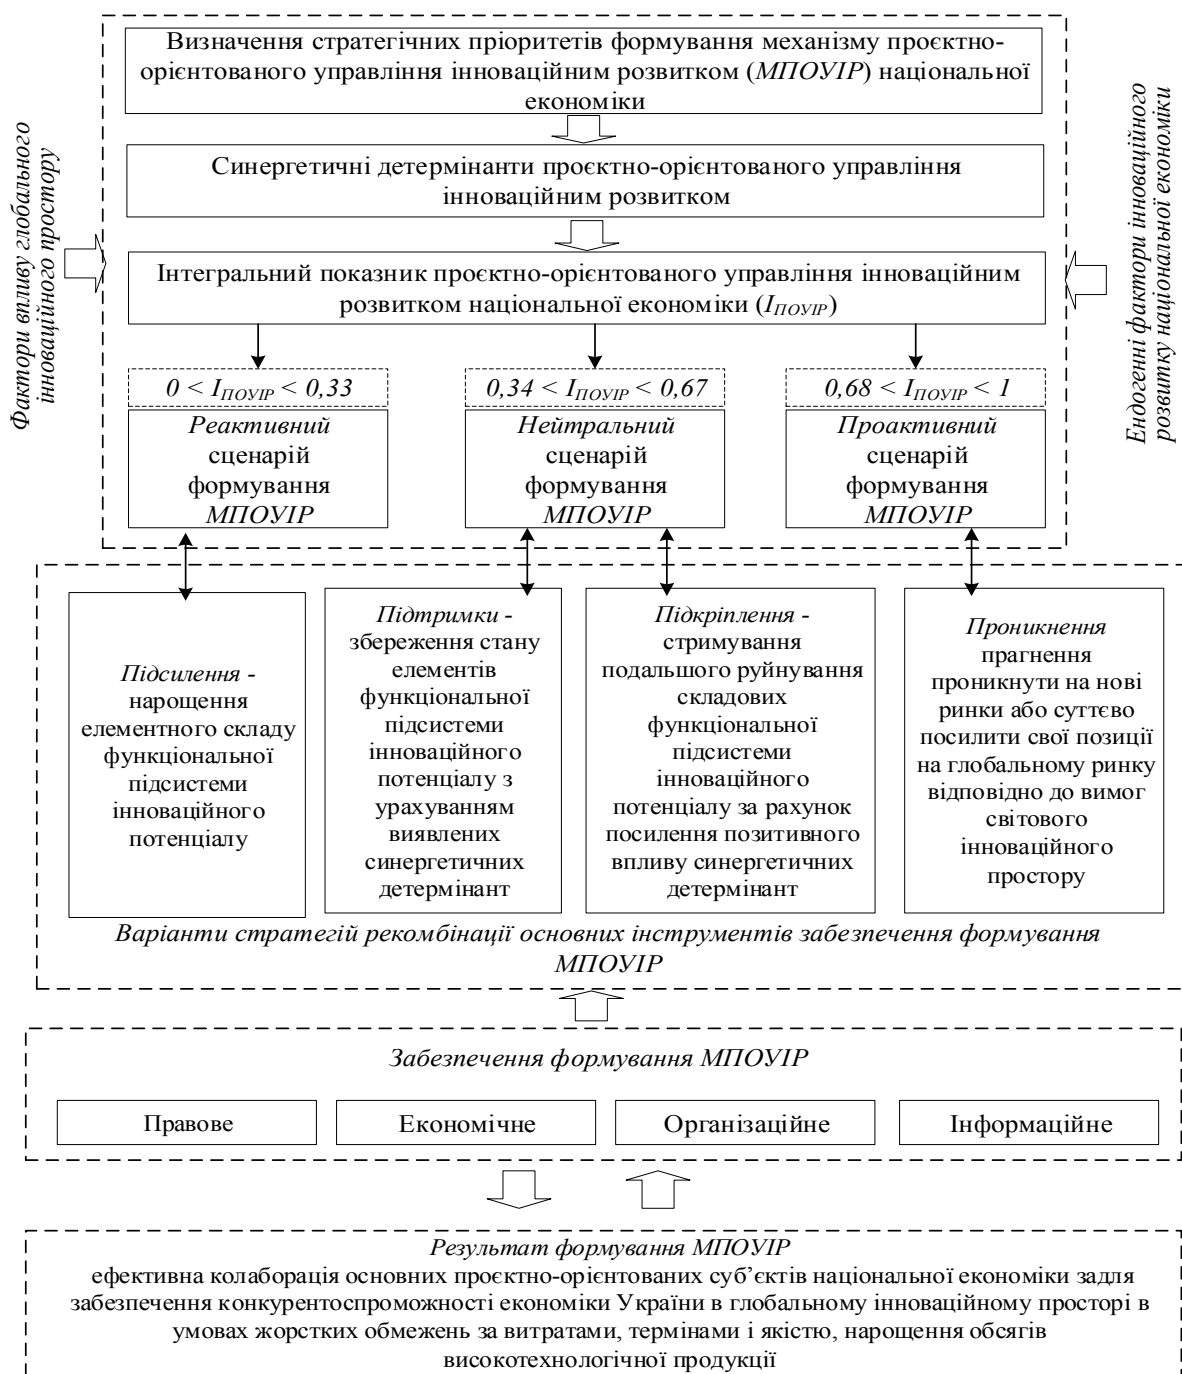 Визначення стратегічних пріоритетів формування механізму проєктно-
орієнтованого управління інноваційним розвитком (МПОУІР) національної
економіки
Фактори впливу глобального
інноваційного простору
Ендогенні фактори інноваційного
розвитку національної економіки
Синергетичні детермінанти проєктно-орієнтованого управління
інноваційним розвитком
Інтегральний показник проєктно-орієнтованого управління інноваційним
розвитком національної економіки (IПОУІР)
0 < IПОУІР < 0,33
0,34 < IПОУІР < 0,67
0,68 < IПОУІР < 1
Реактивний
сценарій
формування
МПОУІР
Нейтральний
сценарій
формування
МПОУІР
Проактивний
сценарій
формування
МПОУІР
Підсилення -
нарощення
елементного складу
функціональної
підсистеми
інноваційного
потенціалу
Підтримки -
збереження стану
елементів
функціональної
підсистеми
інноваційного
потенціалу з
урахуванням
виявлених
синергетичних
детермінант
Підкріплення -
стримування
подальшого руйнування
складових
функціональної
підсистеми
інноваційного
потенціалу за рахунок
посилення позитивного
впливу синергетичних
детермінант
Проникнення
прагнення
проникнути на нові
ринки або суттєво
посилити свої позиції
на глобальному ринку
відповідно до вимог
світового
інноваційного
простору
Варіанти стратегій рекомбінації основних інструментів забезпечення формування
МПОУІР
Забезпечення формування МПОУІР
Правове
Економічне
Організаційне
Інформаційне
Результат формування МПОУІР
ефективна колаборація основних проєктно-орієнтованих суб’єктів національної економіки задля
забезпечення конкурентоспроможності економіки України в глобальному інноваційному просторі в
умовах жорстких обмежень за витратами, термінами і якістю, нарощення обсягів
високотехнологічної продукції